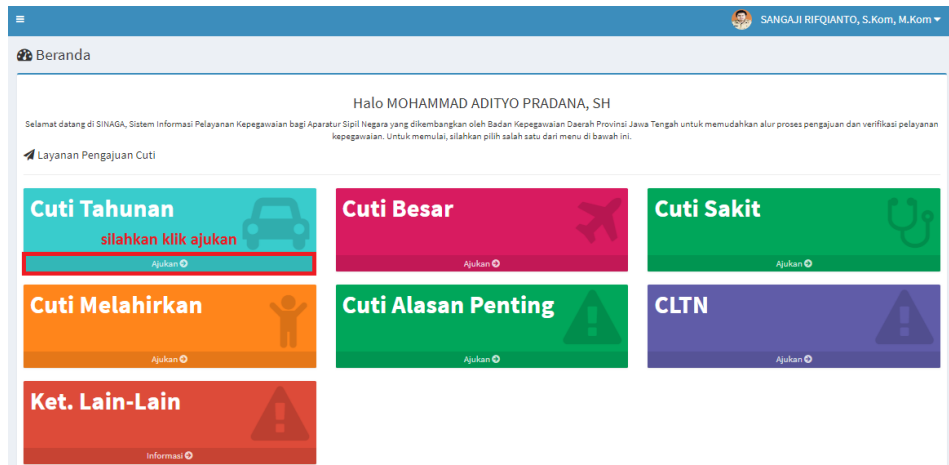 SANGAJI RIFQIANTO, S.Kom, M.Kom
Beranda
Halo MOHAMMAD ADITYO PRADANA, SH
Selamat datang di SINAGA, Sistem Informasi Pelayanan Kepegawaian bagi Aparatur Sipil Negara yang dikembangkan oleh Badan Kepegawaian Daerah Provinsi Jawa Tengah untuk memudahkan alur proses pengajuan dan verifikasi pelayanan
kepegawaian. Untuk memulai, silahkan pilih salah satu dari menu di bawah ini.
Layanan Pengajuan Cuti
Cuti Tahunan
silahkan klik ajukan
Ajukan
Cuti Besar
Ajukan
Cuti Sakit
Ajukan
Cuti Melahirkan
Ajukan
Cuti Alasan Penting
Ajukan
CLTN
Ajukan
Ket. Lain-Lain
Informasi